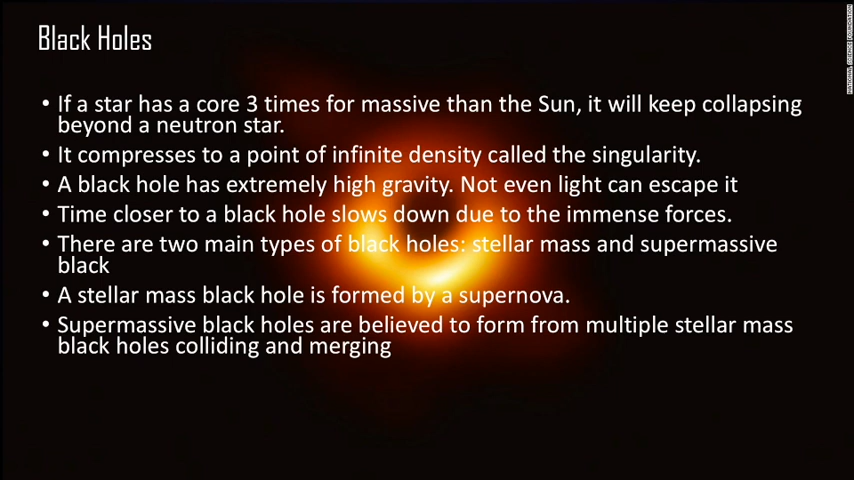 Black Holes
• If a star has a core 3 times for massive than the Sun, it will keep collapsing
beyond a neutron star.
• It compresses to a point of infinite density called the singularity.
• A black hole has extremely high gravity. Not even light can escape it
• Time closer to a black hole slows down due to the immense forces.
• There are two main types of black holes: stellar mass and supermassive
black
• A stellar mass black hole is formed by a supernova.
• Supermassive black holes are believed to form from multiple stellar mass
black holes colliding and merging
NATIONAL SCIENCE FOUNDATION